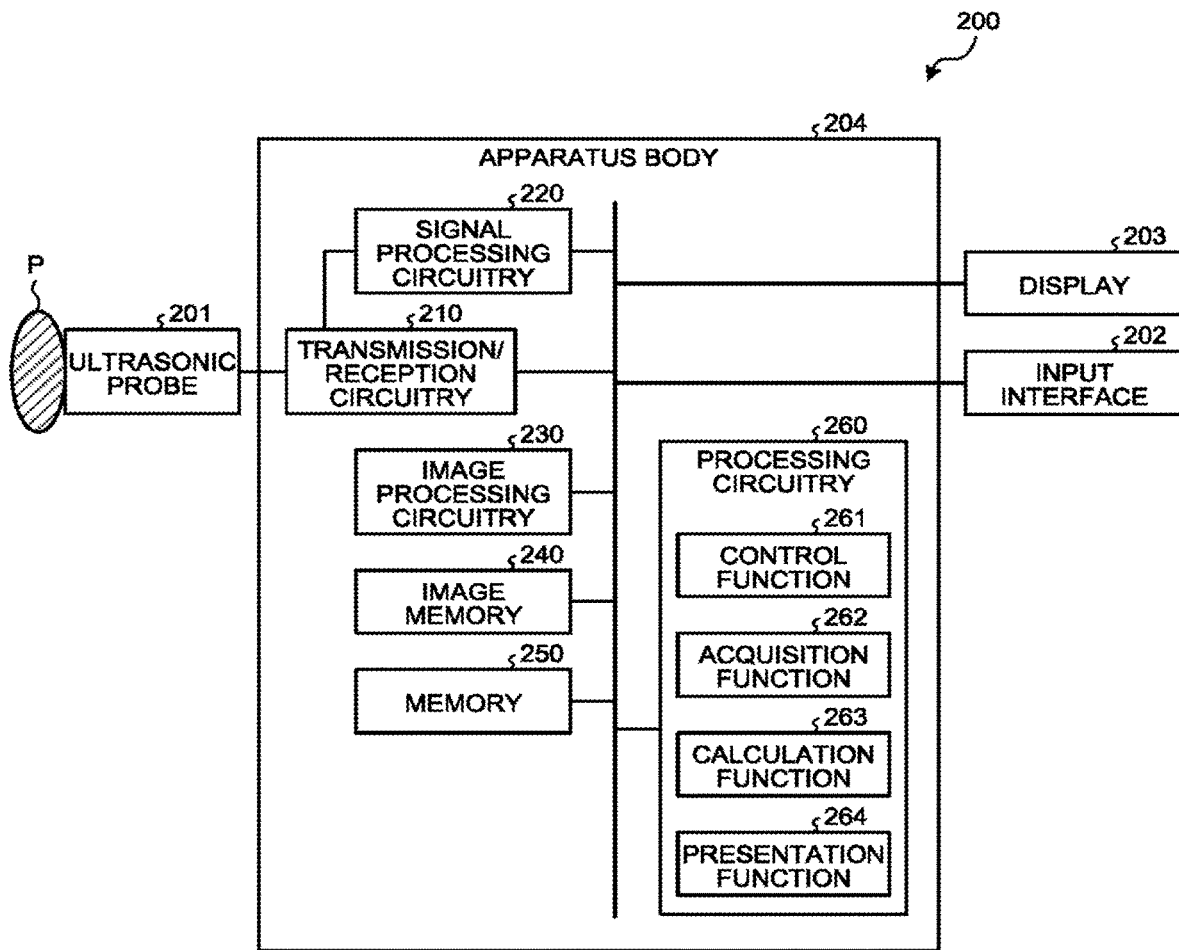 200
204
APPARATUS BODY
220
SIGNAL
PROCESSING
CIRCUITRY
203
DISPLAY
P
201
ULTRASONIC
PROBE
210
TRANSMISSION/
RECEPTION
CIRCUITRY
202
INPUT
INTERFACE
230
IMAGE
PROCESSING
CIRCUITRY
240
IMAGE
MEMORY
250
MEMORY
260
PROCESSING
CIRCUITRY
261
CONTROL
FUNCTION
262
ACQUISITION
FUNCTION
263
CALCULATION
FUNCTION
264
PRESENTATION
FUNCTION